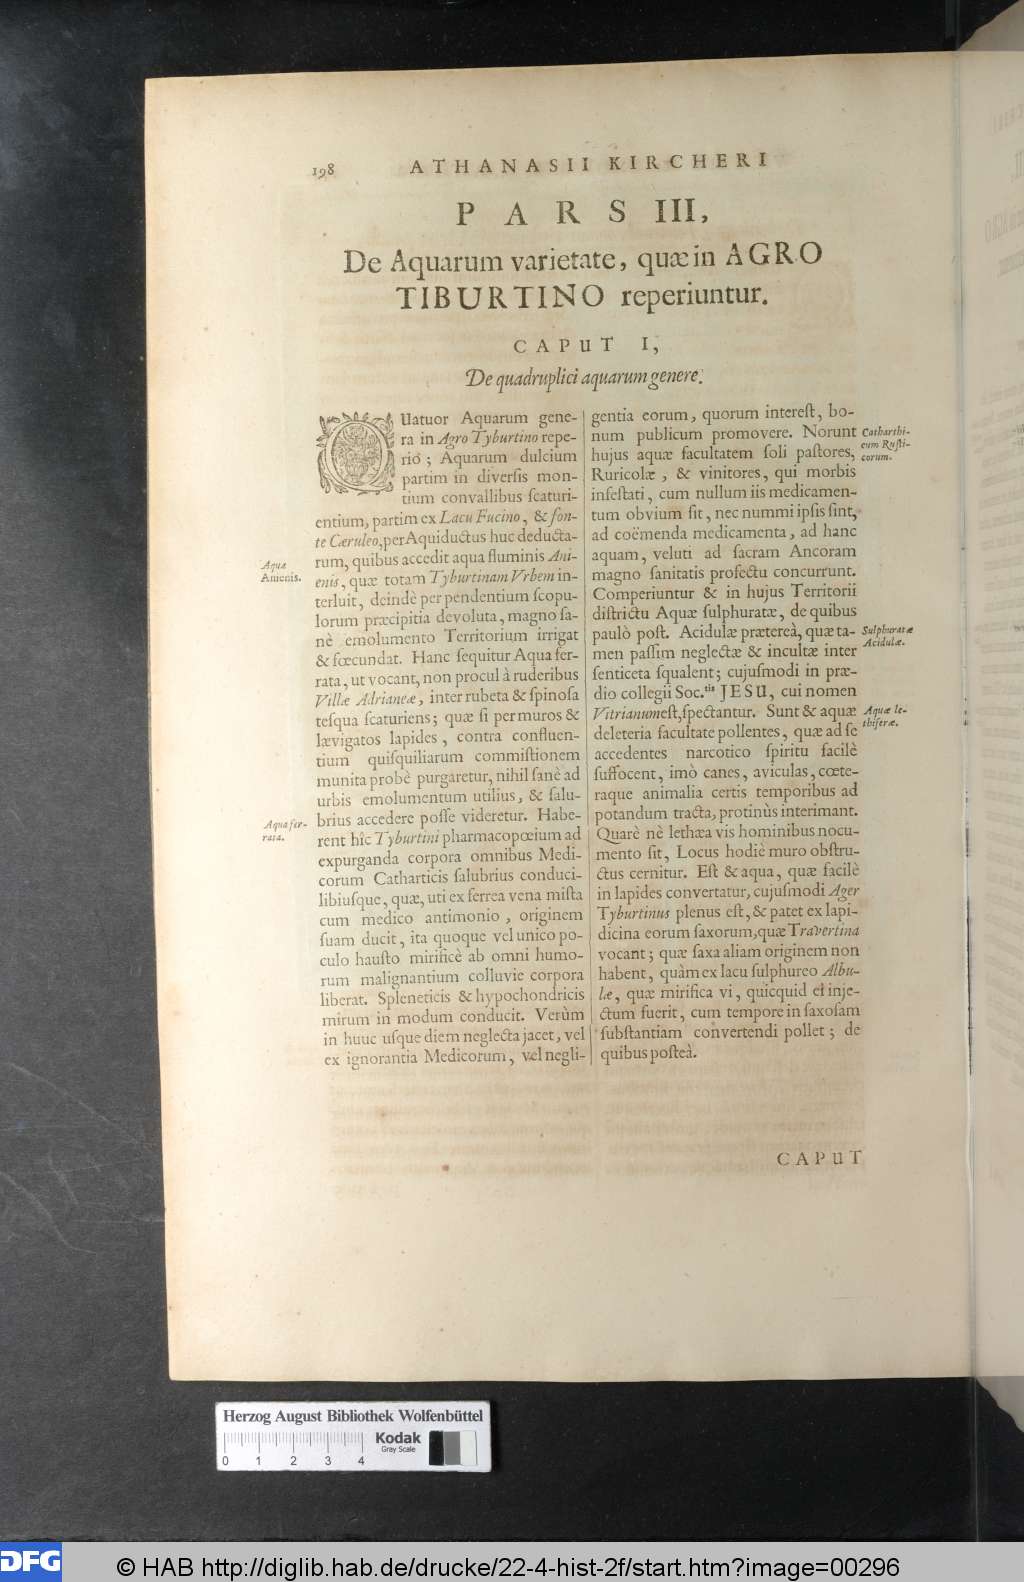 198
ATHANASII KIRCHERI
PARS III,
De Aquarum varietate, quæ in AGRO
TIBURTINO reperiuntur.
CAPUT I,
De quadruplici aquarum genere.
QUatuor Aquarum gene-
ra in Agro Tyburtino repe-
rio; Aquarum dulcium
partim in diverſis mon-
tium convallibus ſcaturi-
entium, partim ex Lacu Fucino, & fon-
te Cæruleo, per Aquiductus huc deducta-
rum, quibus accedit aqua fluminis Ani-
enis, quæ totam Tyburtinam Vrbem in-
terluit, deindè per pendentium ſcopu-
lorum præcipitia devoluta, magno ſa-
nè emolumento Territorium irrigat
& fœcundat. Hanc ſequitur Aqua fer-
rata, ut vocant, non procul à ruderibus
Villæ Adrianeæ, inter rubeta & ſpinoſa
teſqua ſcaturiens; quæ ſi per muros &
lævigatos lapides, contra confluen-
tium quiſquiliarum commiſtionem
munita probè purgaretur, nihil ſanè ad
urbis emolumentum utilius, & ſalu-
brius accedere poſſe videretur. Habe-
rent hîc Tyburtini pharmacopœium ad
expurganda corpora omnibus Medi-
corum Catharticis ſalubrius conduci-
libiuſque, quæ, uti ex ferrea vena miſta
cum medico antimonio, originem
ſuam ducit, ita quoque vel unico po-
culo hauſto mirificè ab omni humo-
rum malignantium colluvie corpora
liberat. Spleneticis & hypochondricis
mirum in modum conducit. Verùm
in huuc uſque diem neglecta jacet, vel
ex ignorantia Medicorum, vel negli-
Aqua
Anienis.
Aqua fer-
rata.
gentia eorum, quorum intereſt, bo-
num publicum promovere. Norunt
hujus aquæ facultatem ſoli paſtores,
Ruricolæ, & vinitores, qui morbis
infeſtati, cum nullum iis medicamen-
tum obvium ſit, nec nummi ipſis ſint,
ad coëmenda medicamenta, ad hanc
aquam, veluti ad ſacram Ancoram
magno ſanitatis profectu concurrunt.
Comperiuntur & in hujus Territorii
diſtrictu Aquæ ſulphuratæ, de quibus
paulò poſt. Acidulæ prætereà, quæ ta-
men paſſim neglectæ & incultæ inter
ſenticeta ſqualent; cujuſmodi in præ-
dio collegii Soc.tis JESU, cui nomen
Vitrianum eſt, ſpectantur. Sunt & aquæ
deleteria facultate pollentes, quæ ad ſe
accedentes narcotico ſpiritu facilè
ſuffocent, imò canes, aviculas, cœte-
raque animalia certis temporibus ad
potandum tracta, protinùs interimant.
Quarè nè lethæa vis hominibus nocu-
mento ſit, Locus hodiè muro obſtru-
ctus cernitur. Eſt & aqua, quæ facilè
in lapides convertatur, cujuſmodi Ager
Tyburtinus plenus eſt, & patet ex lapi-
dicina eorum ſaxorum, quæ Travertina
vocant; quæ ſaxa aliam originem non
habent, quàm ex lacu ſulphureo Albu-
læ, quæ mirifica vi, quicquid ei inje-
ctum fuerit, cum tempore in ſaxoſam
ſubſtantiam convertendi pollet; de
quibus poſteà.
Catharthi-
cum Ruſti-
corum.
Sulphuratæ
Acidulæ.
Aquæ le-
thiferæ.
CAPUT
Herzog August Bibliothek Wolfenbüttel
Kodak
Gray Scale
0 1 2 3 4
DFG
© HAB http://diglib.hab.de/drucke/22-4-hist-2f/start.htm?image=00296